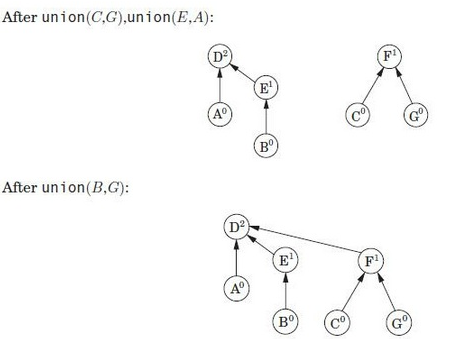 After union(C,G),union(E,A):
D² F¹
E¹
A⁰ C⁰ G⁰
B⁰
After union(B,G):
D²
E¹ F¹
A⁰
B⁰ C⁰ G⁰